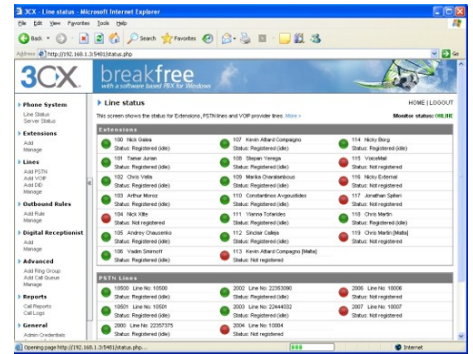 3CX - Line status - Microsoft Internet Explorer
File Edit View Favorites Tools Help
Back Search Favorites
Address http://192.168.1.3:5481/status.php Go
3CX breakfree
with a software based PBX for Windows
Phone System
Line Status
Server Status
Extensions
Add
Manage
Lines
Add PSTN
Add VOIP
Add DID
Manage
Outbound Rules
Add Rule
Manage
Digital Receptionist
Add
Manage
Advanced
Add Ring Group
Add Call Queue
Manage
Reports
Call Reports
Call Logs
General
Admin Credentials
Line status HOME | LOGOUT
This screen shows the status for Extensions, PSTN lines and VOIP provider lines. More » Monitor status: ONLINE
Extensions
100 Nick Galea
Status: Registered (idle)
107 Kevin Attard Compagno
Status: Registered (idle)
114 Nicky Borg
Status: Registered (idle)
101 Tamer Junan
Status: Registered (idle)
108 Stepan Yerega
Status: Registered (idle)
115 VoiceMail
Status: Not registered
102 Chris Vella
Status: Registered (idle)
109 Marika Charalambous
Status: Registered (idle)
116 Nicky External
Status: Not registered
103 Arthur Moroz
Status: Registered (idle)
110 Constantinos Avgoustides
Status: Registered (idle)
117 Jonathan Spiteri
Status: Not registered
104 Nick Xifie
Status: Not registered
111 Yianna Tofarides
Status: Registered (idle)
118 Chris Martin
Status: Registered (idle)
105 Andrey Chausenko
Status: Registered (idle)
112 Sinclair Calleja
Status: Registered (idle)
119 Chris Martin [Malta]
Status: Not registered
106 Vadim Smirnoff
Status: Registered (idle)
113 Kevin Attard Compagno [Malta]
Status: Not registered
PSTN Lines
10500 Line No: 10500
Status: Registered (idle)
2002 Line No: 22353090
Status: Registered (idle)
2006 Line No: 10006
Status: Not registered
10501 Line No: 10501
Status: Registered (idle)
2003 Line No: 22444032
Status: Registered (idle)
2007 Line No: 10007
Status: Not registered
2000 Line No: 22357375
Status: Registered (idle)
2004 Line No: 10004
Status: Not registered
Opening page http://192.168.1.3:5481/status.php... Internet